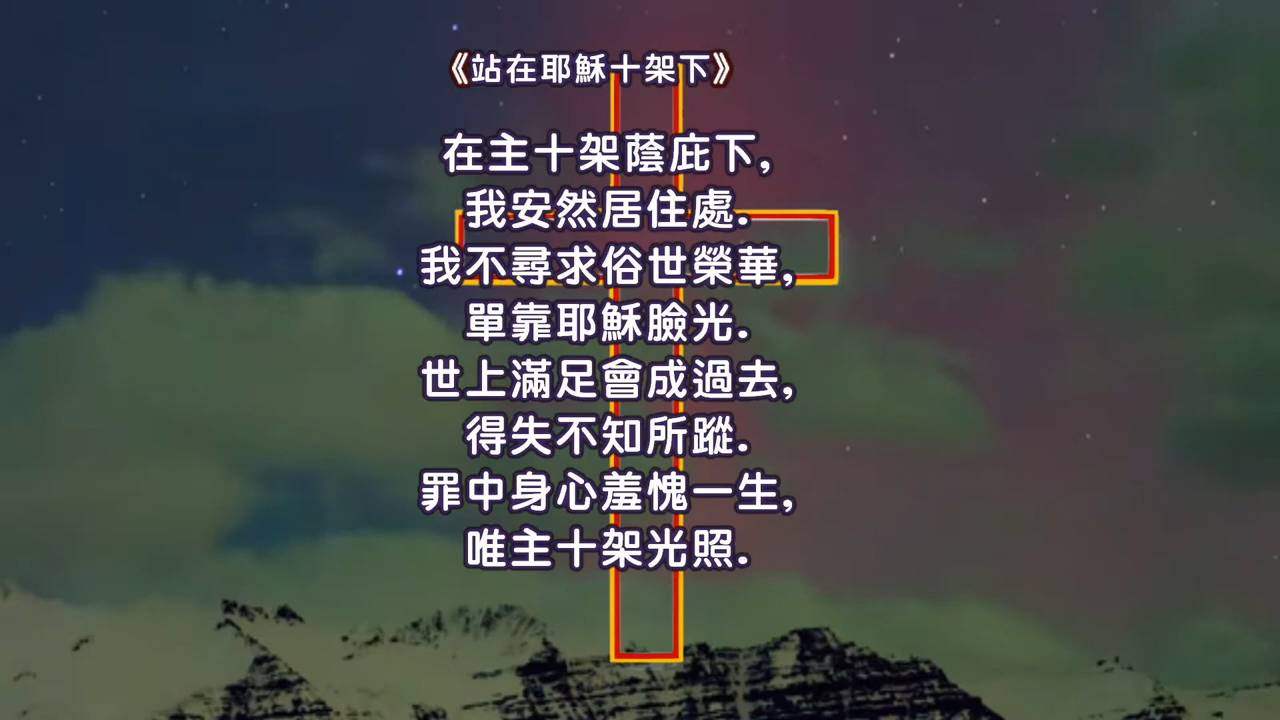 《站在耶穌十架下》
在主十架蔭庇下,
我安然居住處.
我不尋求俗世榮華,
單靠耶穌臉光.
世上滿足會成過去,
得失不知所蹤.
罪中身心羞愧一生,
唯主十架光照.